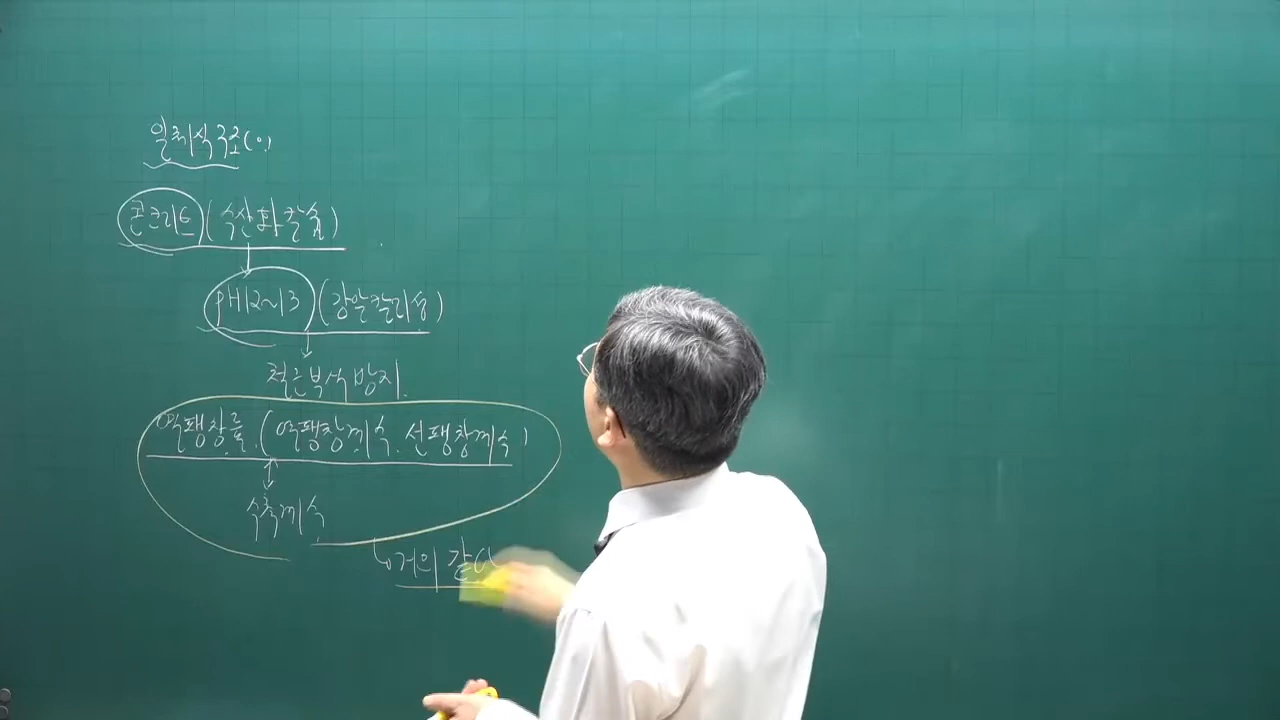 일체식구조(o)
콘크리트 (수산화칼슘)
pH12~13 (강알칼리성)
철근부식방지.
열팽창률. (열팽창계수. 선팽창계수)
수축계수
거의 같